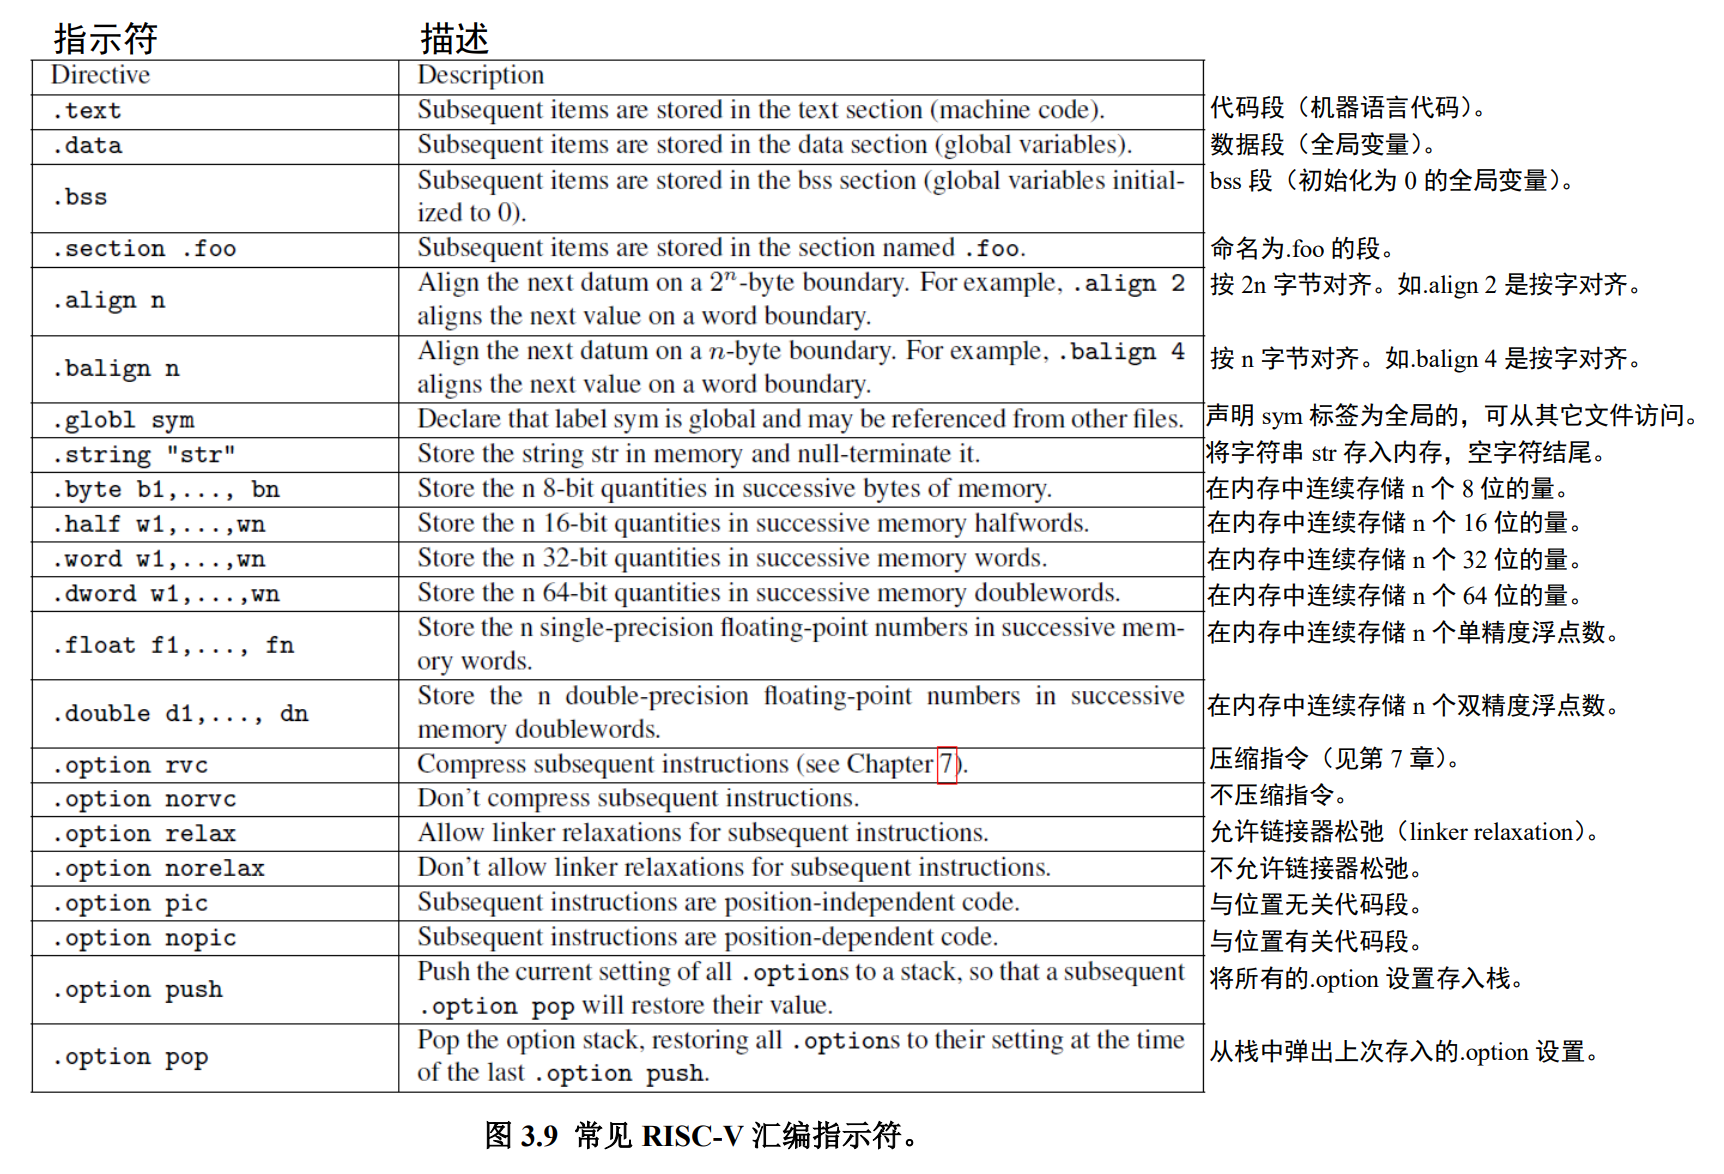 指示符 描述
Directive Description
.text Subsequent items are stored in the text section (machine code). 代码段（机器语言代码）。
.data Subsequent items are stored in the data section (global variables). 数据段（全局变量）。
.bss Subsequent items are stored in the bss section (global variables initial-
ized to 0). bss 段（初始化为 0 的全局变量）。
.section .foo Subsequent items are stored in the section named .foo. 命名为.foo 的段。
.align n Align the next datum on a 2ⁿ-byte boundary. For example, .align 2
aligns the next value on a word boundary. 按 2n 字节对齐。如.align 2 是按字对齐。
.balign n Align the next datum on a n-byte boundary. For example, .balign 4
aligns the next value on a word boundary. 按 n 字节对齐。如.balign 4 是按字对齐。
.globl sym Declare that label sym is global and may be referenced from other files. 声明 sym 标签为全局的，可从其它文件访问。
.string "str" Store the string str in memory and null-terminate it. 将字符串 str 存入内存，空字符结尾。
.byte b1,..., bn Store the n 8-bit quantities in successive bytes of memory. 在内存中连续存储 n 个 8 位的量。
.half w1,...,wn Store the n 16-bit quantities in successive memory halfwords. 在内存中连续存储 n 个 16 位的量。
.word w1,...,wn Store the n 32-bit quantities in successive memory words. 在内存中连续存储 n 个 32 位的量。
.dword w1,...,wn Store the n 64-bit quantities in successive memory doublewords. 在内存中连续存储 n 个 64 位的量。
.float f1,..., fn Store the n single-precision floating-point numbers in successive mem-
ory words. 在内存中连续存储 n 个单精度浮点数。
.double d1,..., dn Store the n double-precision floating-point numbers in successive
memory doublewords. 在内存中连续存储 n 个双精度浮点数。
.option rvc Compress subsequent instructions (see Chapter 7). 压缩指令（见第 7 章）。
.option norvc Don’t compress subsequent instructions. 不压缩指令。
.option relax Allow linker relaxations for subsequent instructions. 允许链接器松弛（linker relaxation）。
.option norelax Don’t allow linker relaxations for subsequent instructions. 不允许链接器松弛。
.option pic Subsequent instructions are position-independent code. 与位置无关代码段。
.option nopic Subsequent instructions are position-dependent code. 与位置有关代码段。
.option push Push the current setting of all .options to a stack, so that a subsequent
.option pop will restore their value. 将所有的.option 设置存入栈。
.option pop Pop the option stack, restoring all .options to their setting at the time
of the last .option push. 从栈中弹出上次存入的.option 设置。
图 3.9 常见 RISC-V 汇编指示符。